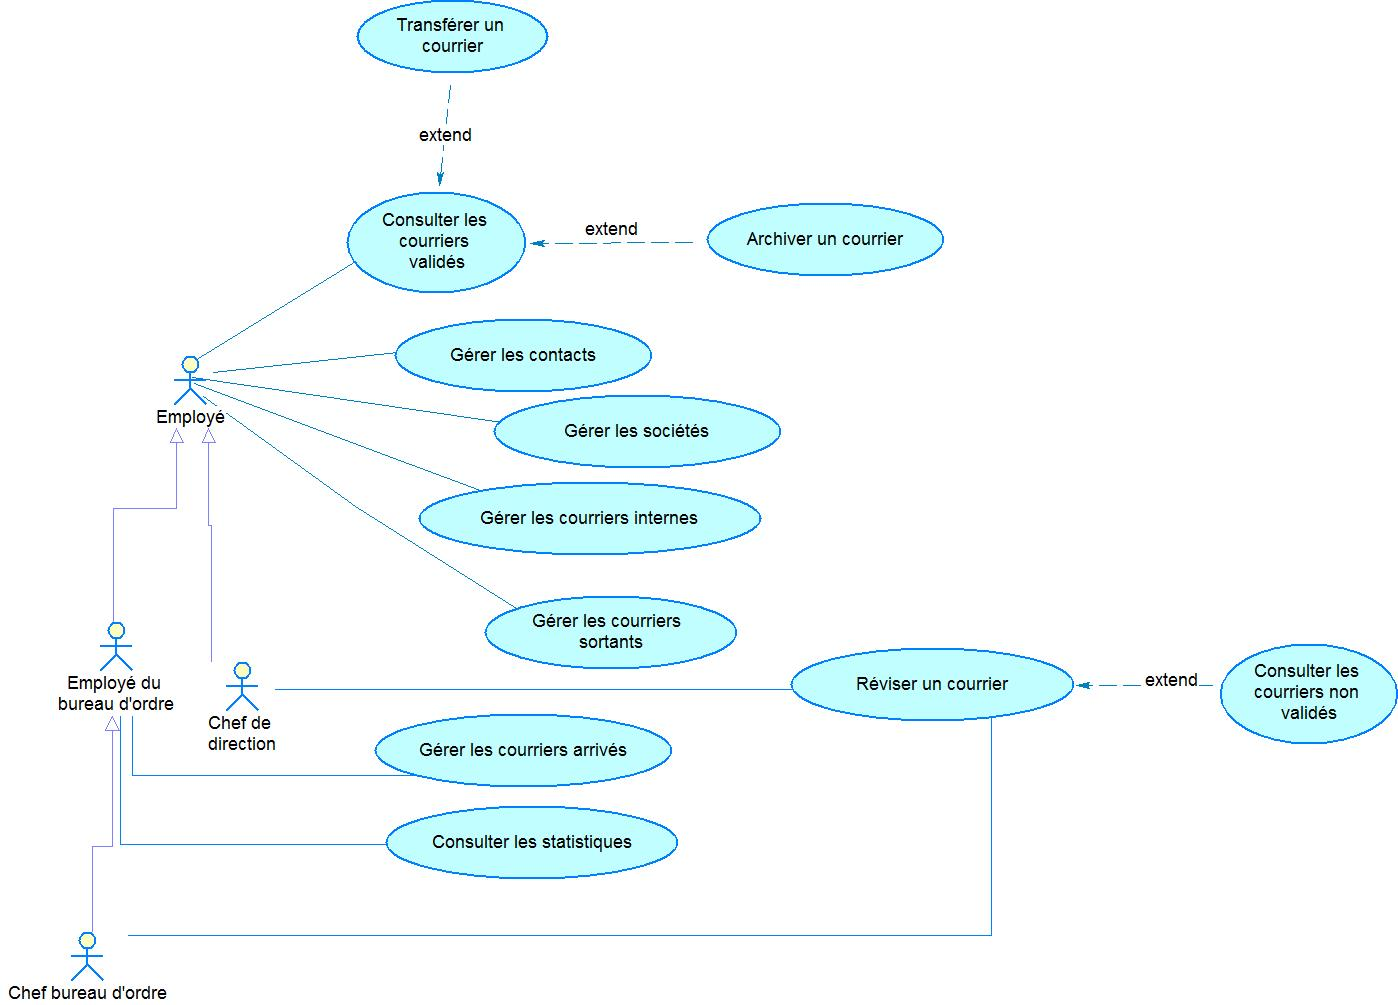 Transférer un
courrier
extend
Consulter les
courriers
validés
extend
Archiver un courrier
Gérer les contacts
Employé
Gérer les sociétés
Gérer les courriers internes
Gérer les courriers
sortants
Employé du
bureau d'ordre
Chef de
direction
Réviser un courrier
extend
Consulter les
courriers non
validés
Gérer les courriers arrivés
Consulter les statistiques
Chef bureau d'ordre